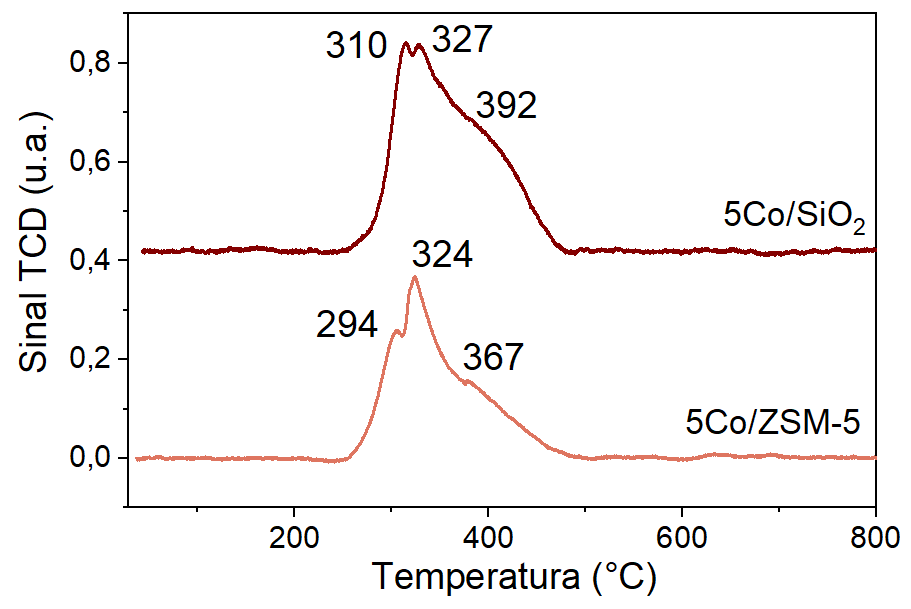 310 327
392
5Co/SiO₂
324
294
367
5Co/ZSM-5
Sinal TCD (u.a.)
0,8
0,6
0,4
0,2
0,0
200 400 600 800
Temperatura (°C)